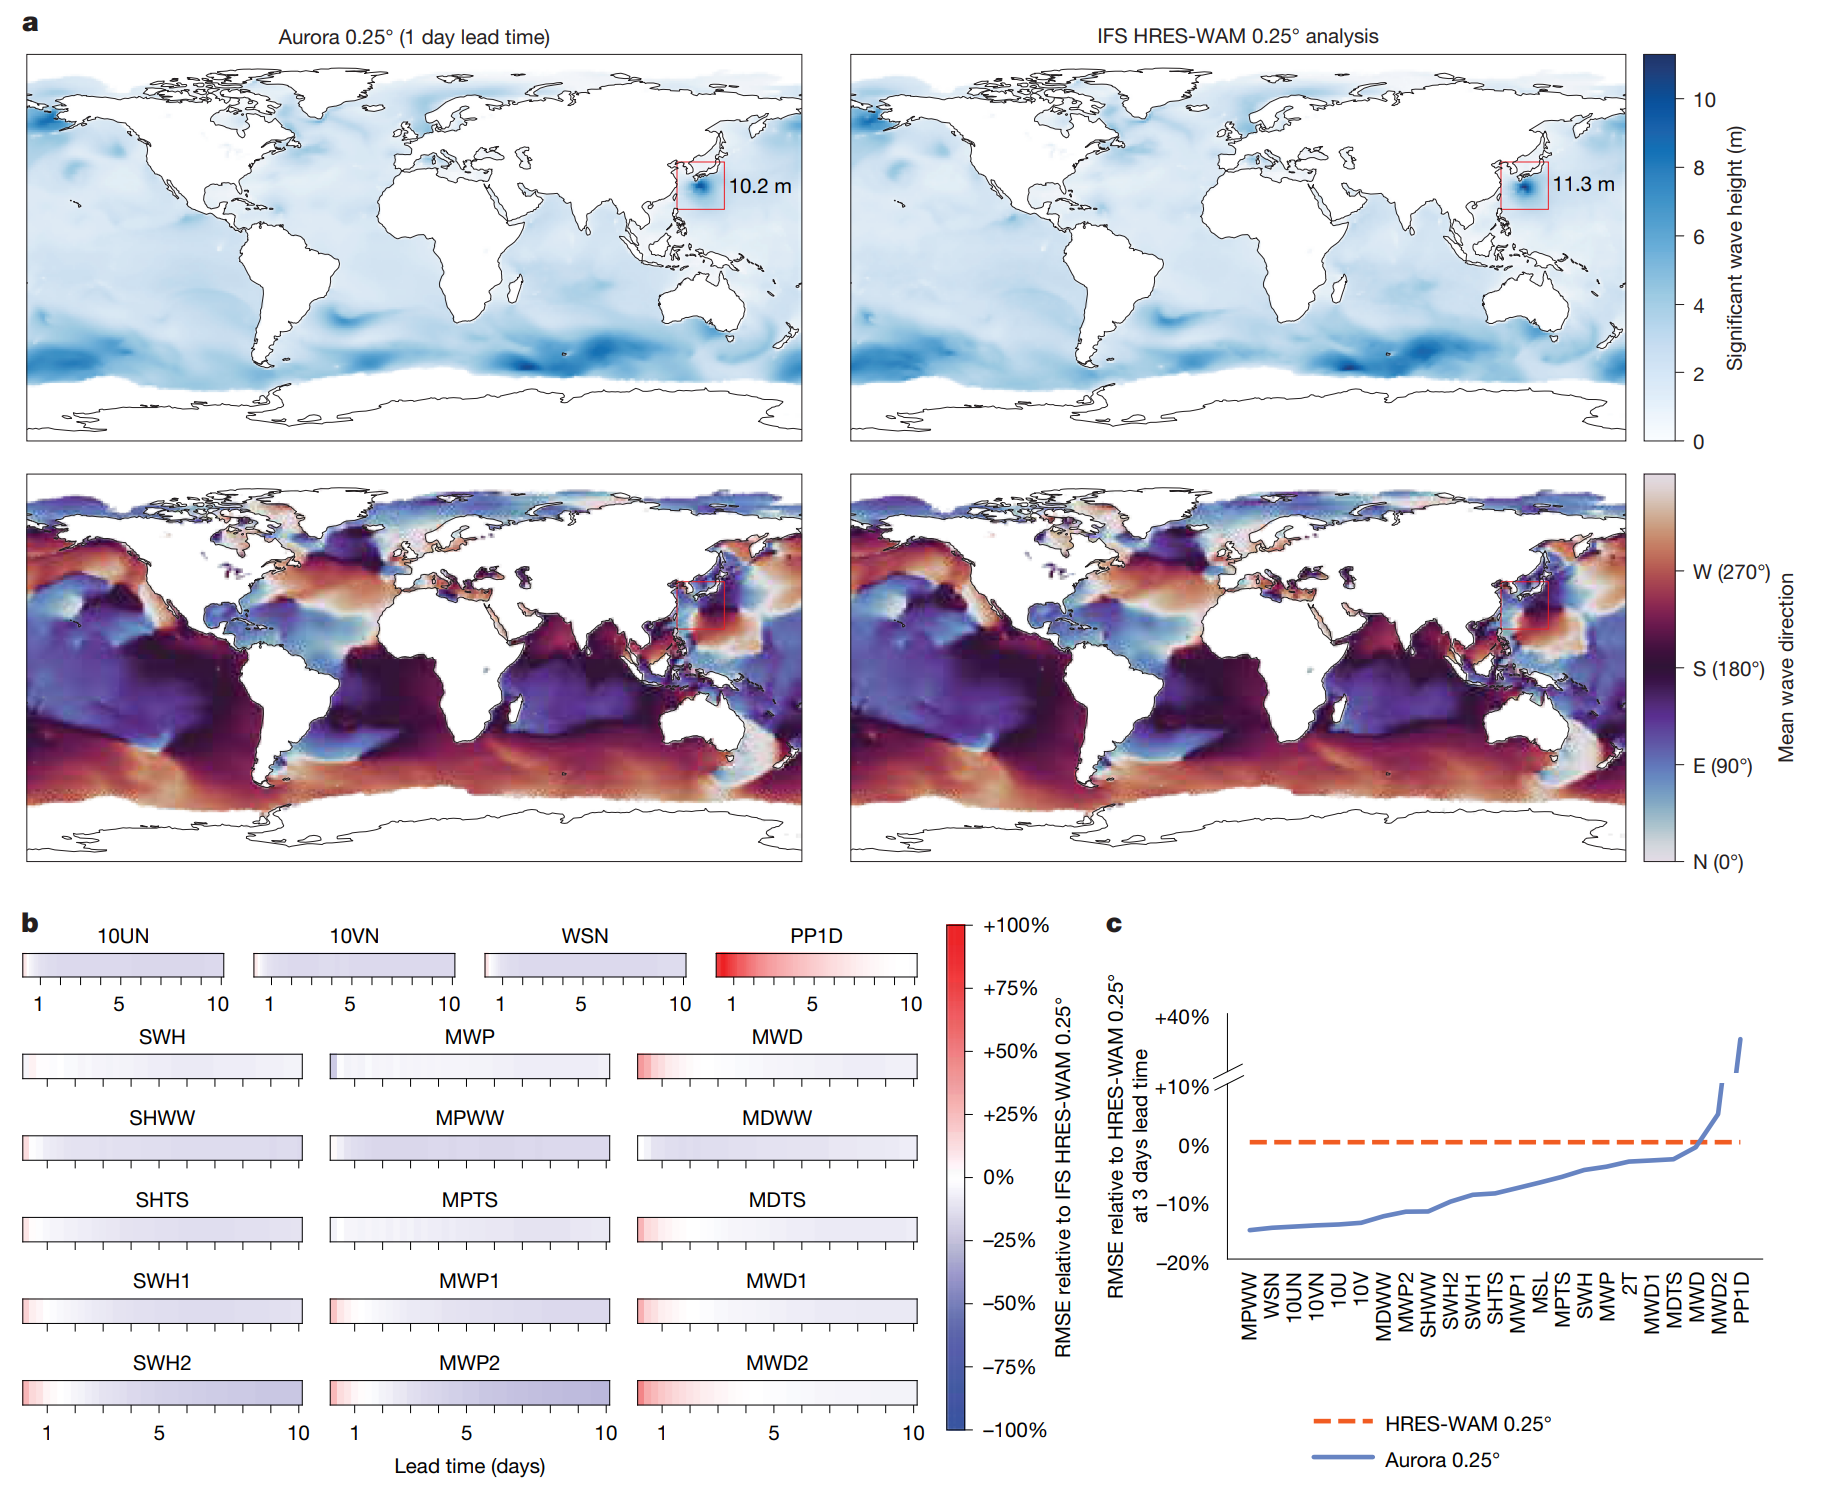 a
Aurora 0.25° (1 day lead time)
IFS HRES-WAM 0.25° analysis
10.2 m
11.3 m
10
8
6
4
2
0
Significant wave height (m)
W (270°)
S (180°)
E (90°)
N (0°)
Mean wave direction
b
10UN
10VN
WSN
PP1D
1 5 10
1 5 10
1 5 10
1 5 10
SWH
MWP
MWD
SHWW
MPWW
MDWW
SHTS
MPTS
MDTS
SWH1
MWP1
MWD1
SWH2
MWP2
MWD2
1 5 10
1 5 10
1 5 10
Lead time (days)
+100%
+75%
+50%
+25%
0%
−25%
−50%
−75%
−100%
RMSE relative to IFS HRES-WAM 0.25°
c
RMSE relative to HRES-WAM 0.25°
at 3 days lead time
+40%
+10%
0%
−10%
−20%
MPWW
WSN
10UN
10VN
10U
10V
MDWW
MWP2
SHWW
SWH2
SWH1
SHTS
MWP1
MSL
MPTS
SWH
MWP
2T
MWD1
MDTS
MWD
MWD2
PP1D
HRES-WAM 0.25°
Aurora 0.25°